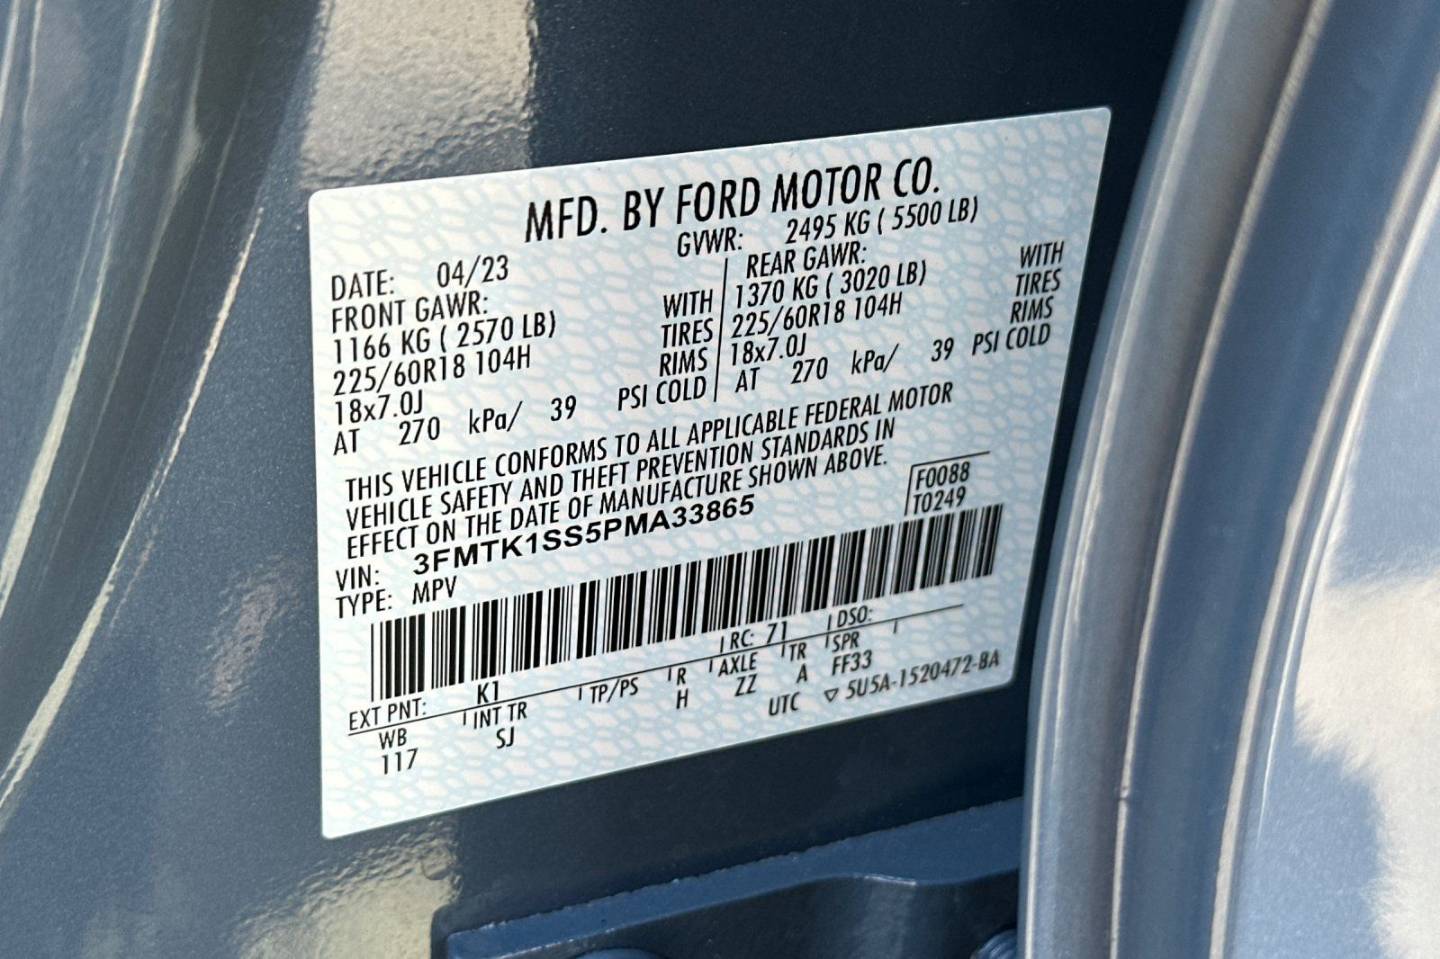 MFD. BY FORD MOTOR CO.
DATE: 04/23 GVWR: 2495 KG ( 5500 LB)
FRONT GAWR: REAR GAWR:
1166 KG ( 2570 LB) WITH 1370 KG ( 3020 LB) WITH
225/60R18 104H TIRES 225/60R18 104H TIRES
18x7.0J RIMS 18x7.0J RIMS
AT 270 kPa/ 39 PSI COLD AT 270 kPa/ 39 PSI COLD
THIS VEHICLE CONFORMS TO ALL APPLICABLE FEDERAL MOTOR
VEHICLE SAFETY AND THEFT PREVENTION STANDARDS IN
EFFECT ON THE DATE OF MANUFACTURE SHOWN ABOVE.
F0088
VIN: 3FMTK1SS5PMA33865 T0249
TYPE: MPV
EXT PNT: K1 RC: 71 DSO:
WB INT TR TP/PS R AXLE TR SPR
117 SJ H ZZ A FF33
UTC ▽ 5U5A-1520472-BA